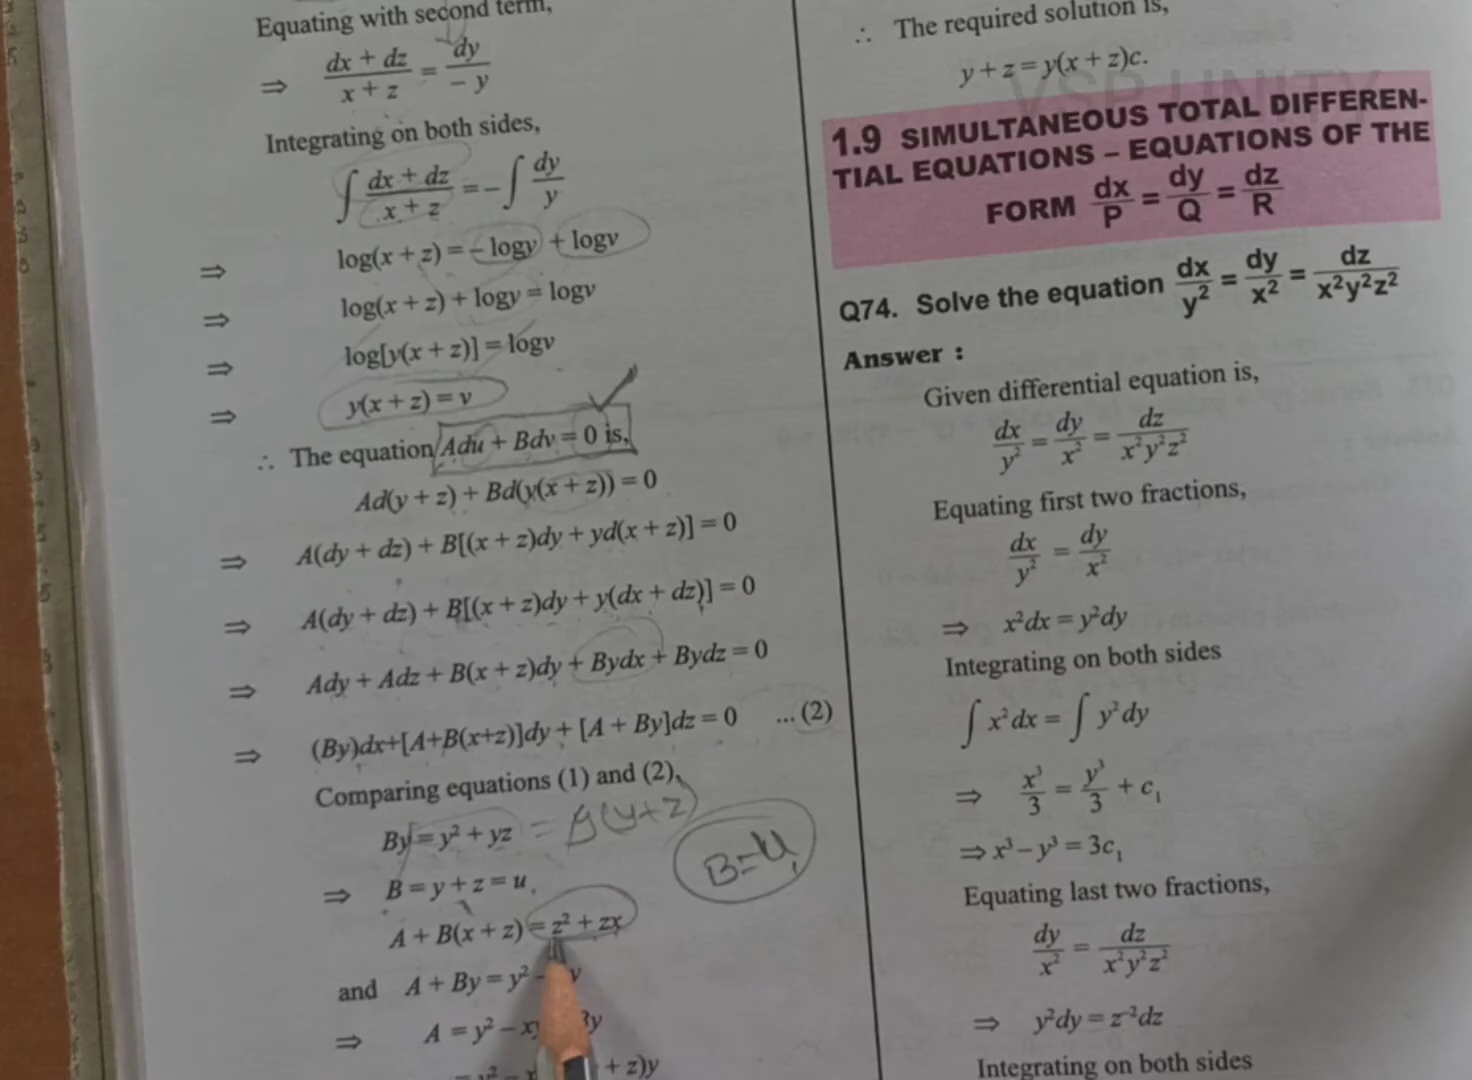 Equating with second term,
⇒ (dx + dz)/(x + z) = dy/(– y)
Integrating on both sides,
∫ (dx + dz)/(x + z) = – ∫ dy/y
⇒ log(x + z) = – logy + logv
⇒ log(x + z) + logy = logv
⇒ log[y(x + z)] = logv
⇒ y(x + z) = v
∴ The equation Adu + Bdv = 0 is,
Ad(y + z) + Bd(y(x + z)) = 0
⇒ A(dy + dz) + B[(x + z)dy + yd(x + z)] = 0
⇒ A(dy + dz) + B[(x + z)dy + y(dx + dz)] = 0
⇒ Ady + Adz + B(x + z)dy + Bydx + Bydz = 0
⇒ (By)dx+[A+B(x+z)]dy + [A + By]dz = 0 ... (2)
Comparing equations (1) and (2),
By = y² + yz = y(y+z)
⇒ B = y + z = u
B=u
A + B(x + z) = z² + zx
and A + By = y² – y
⇒ A = y² – xy By
+ z)y
∴ The required solution is,
y + z = y(x + z)c.
VSP UNITY
1.9 SIMULTANEOUS TOTAL DIFFEREN-
TIAL EQUATIONS – EQUATIONS OF THE
FORM dx/P = dy/Q = dz/R
Q74. Solve the equation dx/y² = dy/x² = dz/x²y²z²
Answer :
Given differential equation is,
dx/y² = dy/x² = dz/x²y²z²
Equating first two fractions,
dx/y² = dy/x²
⇒ x²dx = y²dy
Integrating on both sides
∫ x²dx = ∫ y²dy
⇒ x³/3 = y³/3 + c₁
⇒ x³ – y³ = 3c₁
Equating last two fractions,
dy/x² = dz/x²y²z²
⇒ y²dy = z⁻²dz
Integrating on both sides